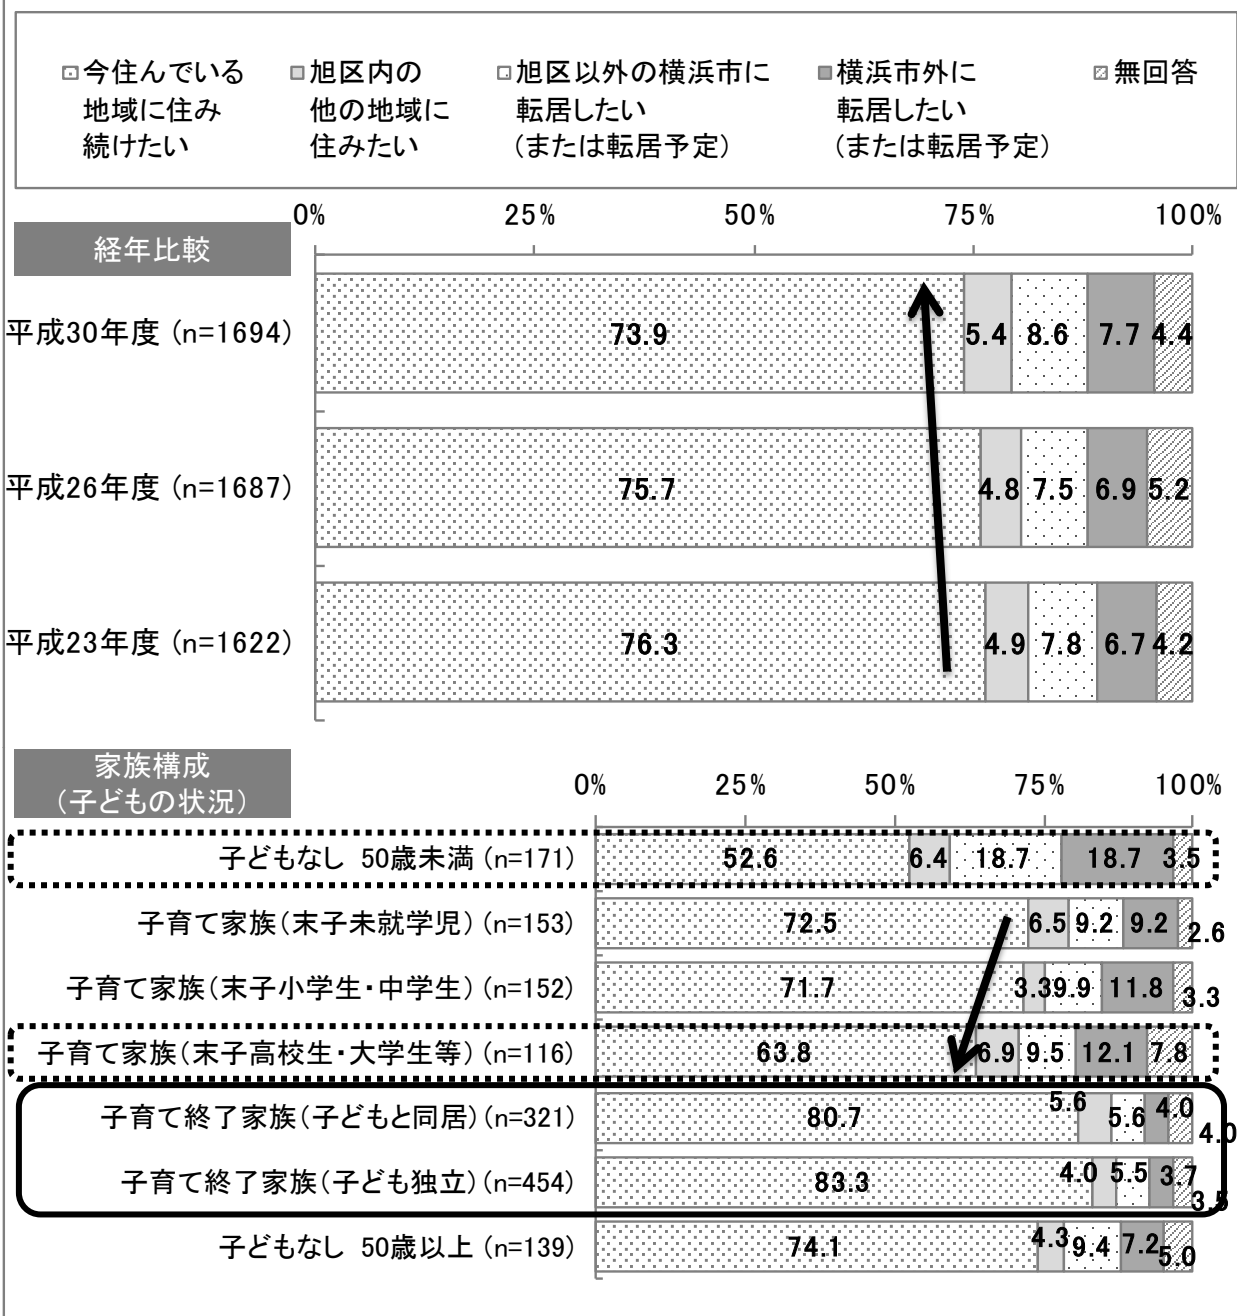 今住んでいる
地域に住み
続けたい
旭区内の
他の地域に
住みたい
旭区以外の横浜市に
転居したい
(または転居予定)
横浜市外に
転居したい
(または転居予定)
無回答
0% 25% 50% 75% 100%
経年比較
平成30年度 (n=1694) 73.9 5.4 8.6 7.7 4.4
平成26年度 (n=1687) 75.7 4.8 7.5 6.9 5.2
平成23年度 (n=1622) 76.3 4.9 7.8 6.7 4.2
家族構成
(子どもの状況)
0% 25% 50% 75% 100%
子どもなし 50歳未満 (n=171) 52.6 6.4 18.7 18.7 3.5
子育て家族(末子未就学児) (n=153) 72.5 6.5 9.2 9.2 2.6
子育て家族(末子小学生・中学生) (n=152) 71.7 3.3 9.9 11.8 3.3
子育て家族(末子高校生・大学生等) (n=116) 63.8 6.9 9.5 12.1 7.8
子育て終了家族(子どもと同居) (n=321) 80.7 5.6 5.6 4.0 4.0
子育て終了家族(子ども独立) (n=454) 83.3 4.0 5.5 3.7 3.5
子どもなし 50歳以上 (n=139) 74.1 4.3 9.4 7.2 5.0